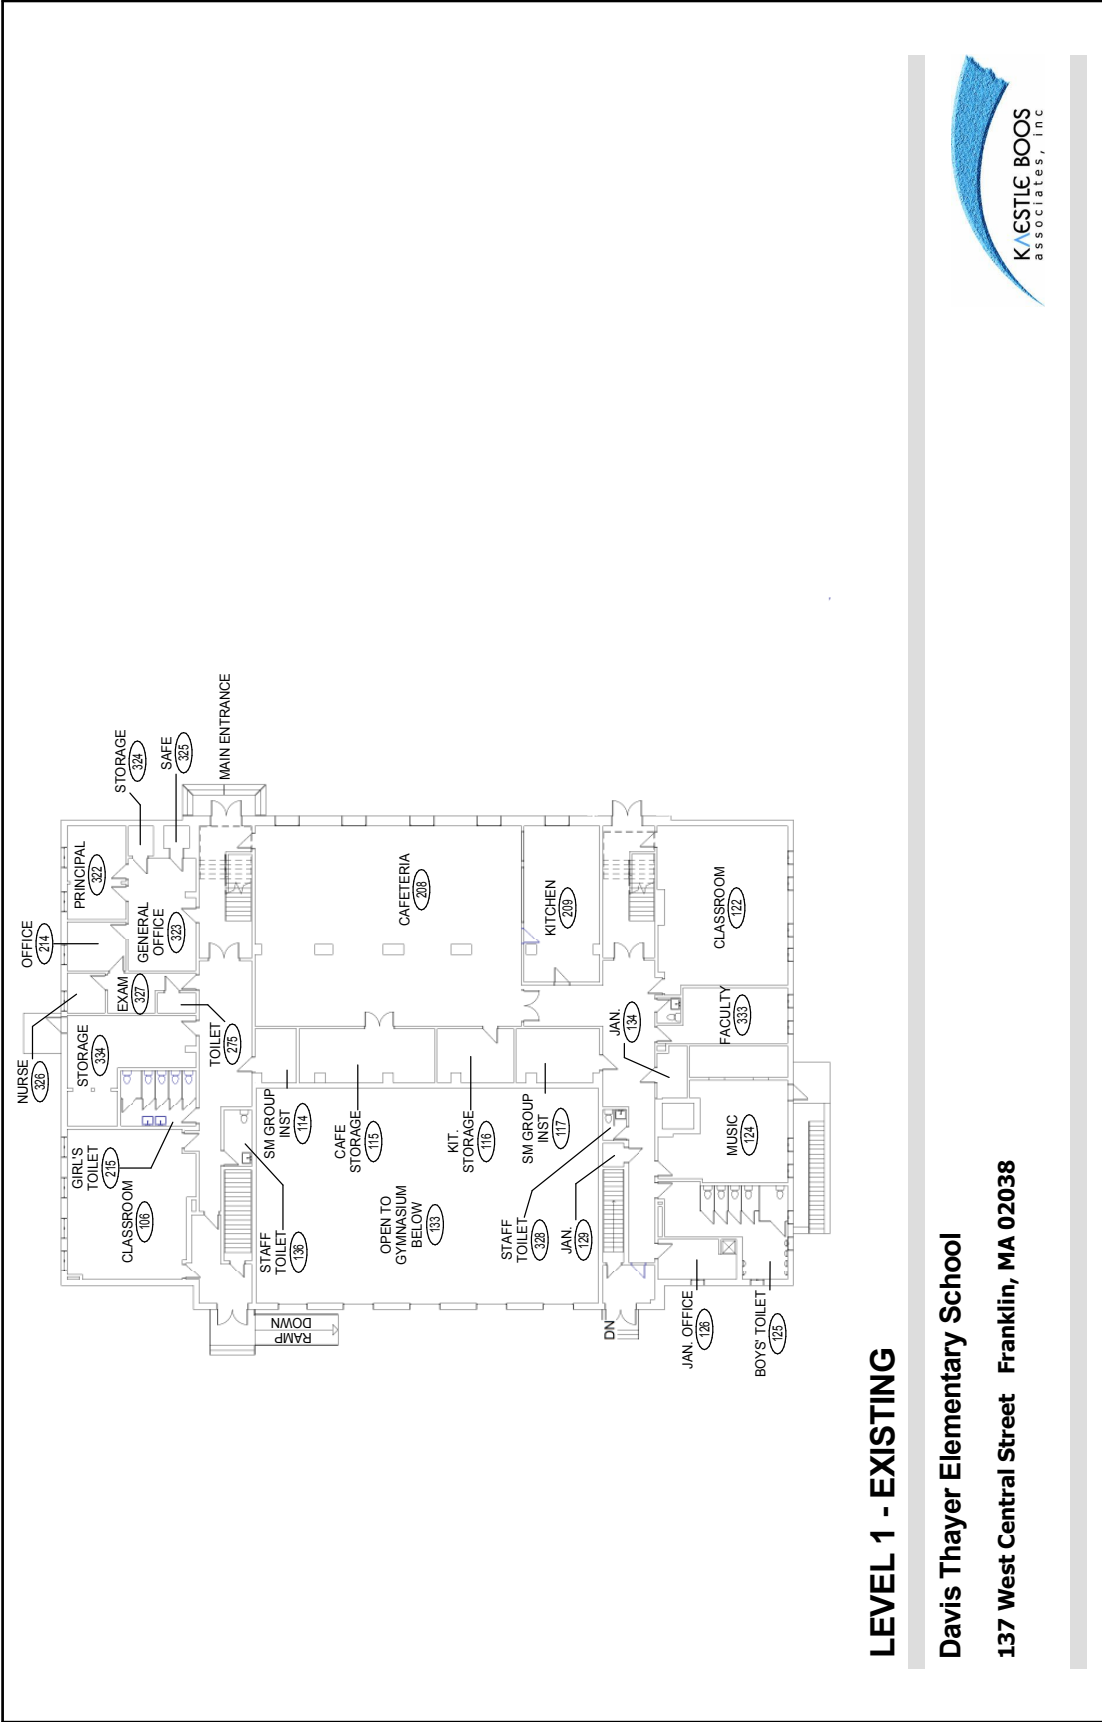 OFFICE
214
PRINCIPAL
322
STORAGE
324
SAFE
325
NURSE
326
EXAM
327
GENERAL
OFFICE
323
STORAGE
334
TOILET
275
MAIN ENTRANCE
GIRL'S
TOILET
215
CLASSROOM
106
STAFF
TOILET
136
SM GROUP
INST
114
CAFE
STORAGE
115
KIT.
STORAGE
116
SM GROUP
INST
117
CAFETERIA
208
KITCHEN
209
RAMP
DOWN
OPEN TO
GYMNASIUM
BELOW
133
STAFF
TOILET
328
JAN.
129
DN
JAN.
134
FACULTY
333
CLASSROOM
122
MUSIC
124
JAN. OFFICE
126
BOYS' TOILET
125
LEVEL 1 - EXISTING
Davis Thayer Elementary School
137 West Central Street Franklin, MA 02038
KAESTLE BOOS
associates, inc